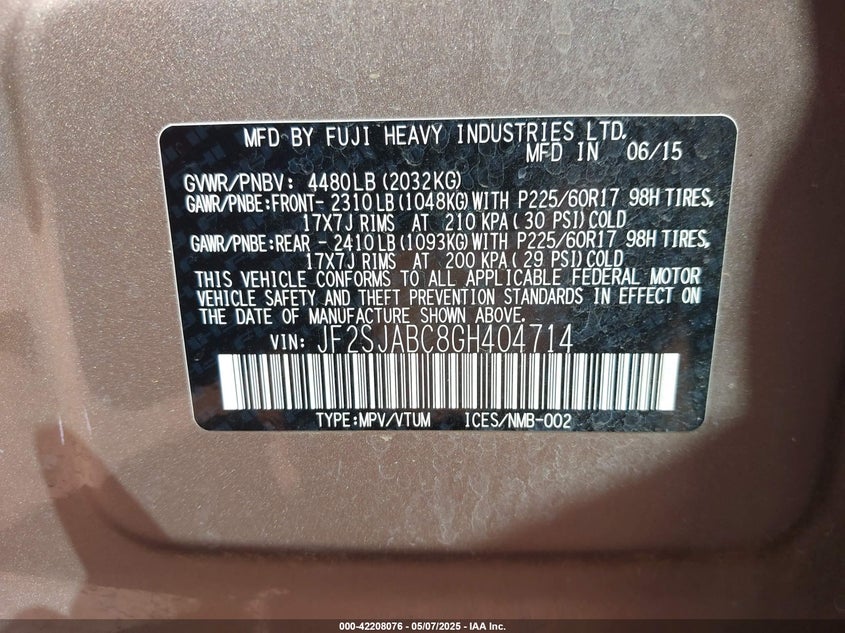 MFD BY FUJI HEAVY INDUSTRIES LTD.
MFD IN 06/15
GVWR/PNBV: 4480LB (2032KG)
GAWR/PNBE:FRONT- 2310LB (1048KG) WITH P225/60R17 98H TIRES,
17X7J RIMS AT 210 KPA (30 PSI) COLD
GAWR/PNBE:REAR - 2410LB (1093KG) WITH P225/60R17 98H TIRES,
17X7J RIMS AT 200 KPA (29 PSI) COLD
THIS VEHICLE CONFORMS TO ALL APPLICABLE FEDERAL MOTOR
VEHICLE SAFETY AND THEFT PREVENTION STANDARDS IN EFFECT ON
THE DATE OF MANUFACTURE SHOWN ABOVE.
VIN: JF2SJABC8GH404714
TYPE:MPV/VTUM ICES/NMB-002
000-42208076 — 05/07/2025 — IAA Inc.